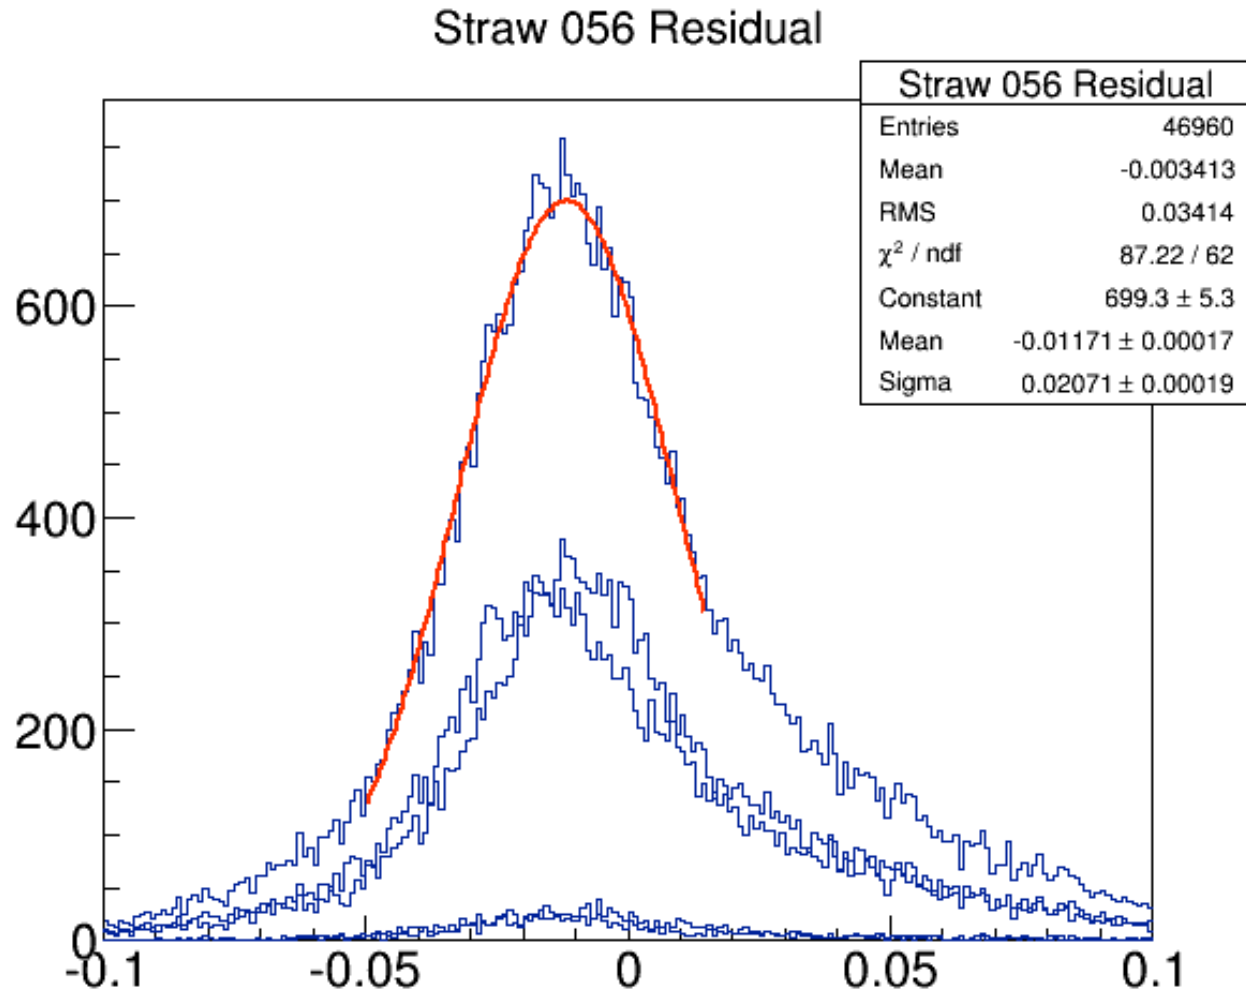 Straw 056 Residual
Straw 056 Residual
Entries 46960
Mean -0.003413
RMS 0.03414
χ² / ndf 87.22 / 62
Constant 699.3 ± 5.3
Mean -0.01171 ± 0.00017
Sigma 0.02071 ± 0.00019
600
400
200
0
-0.1 -0.05 0 0.05 0.1